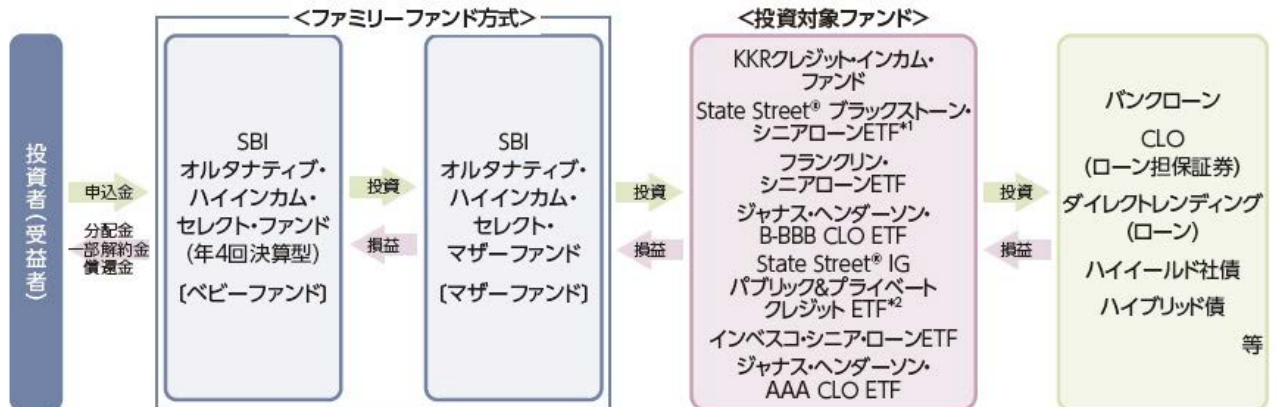 <ファミリーファンド方式>
<投資対象ファンド>
投資者(受益者)
申込金
分配金
一部解約金
償還金
SBI
オルタナティブ・
ハイインカム・
セレクト・ファンド
(年4回決算型)
〔ベビーファンド〕
投資
損益
SBI
オルタナティブ・
ハイインカム・
セレクト・
マザーファンド
〔マザーファンド〕
投資
損益
KKRクレジット・インカム・
ファンド
State Street® ブラックストーン・
シニアローンETF*1
フランクリン・
シニアローンETF
ジャナス・ヘンダーソン・
B-BBB CLO ETF
State Street® IG
パブリック&プライベート
クレジット ETF*2
インベスコ・シニア・ローンETF
ジャナス・ヘンダーソン・
AAA CLO ETF
投資
損益
バンクローン
CLO
(ローン担保証券)
ダイレクトレンディング
(ローン)
ハイイールド社債
ハイブリッド債
等